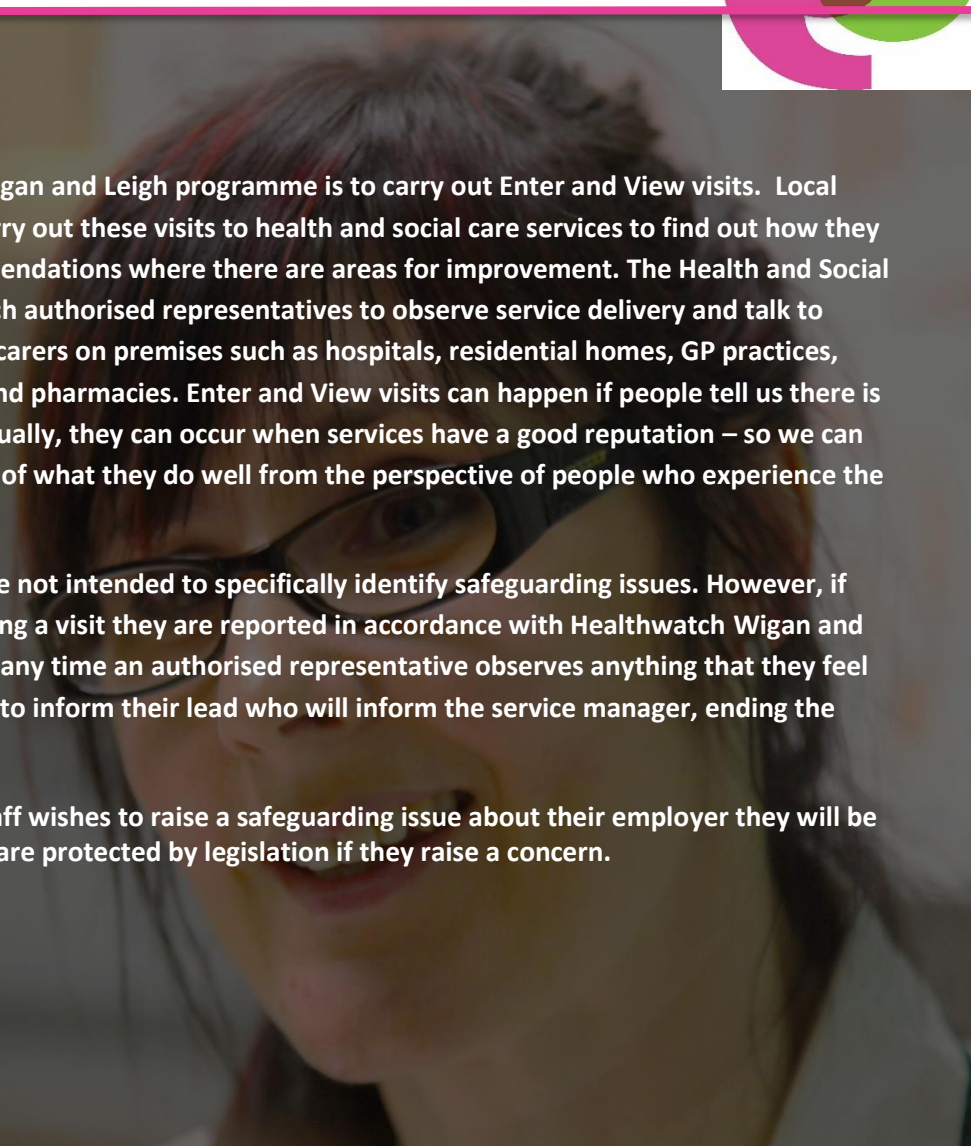 gan and Leigh programme is to carry out Enter and View visits. Local
rry out these visits to health and social care services to find out how they
endations where there are areas for improvement. The Health and Social
ch authorised representatives to observe service delivery and talk to
carers on premises such as hospitals, residential homes, GP practices,
nd pharmacies. Enter and View visits can happen if people tell us there is
ually, they can occur when services have a good reputation – so we can
of what they do well from the perspective of people who experience the
e not intended to specifically identify safeguarding issues. However, if
ng a visit they are reported in accordance with Healthwatch Wigan and
any time an authorised representative observes anything that they feel
to inform their lead who will inform the service manager, ending the
aff wishes to raise a safeguarding issue about their employer they will be
are protected by legislation if they raise a concern.